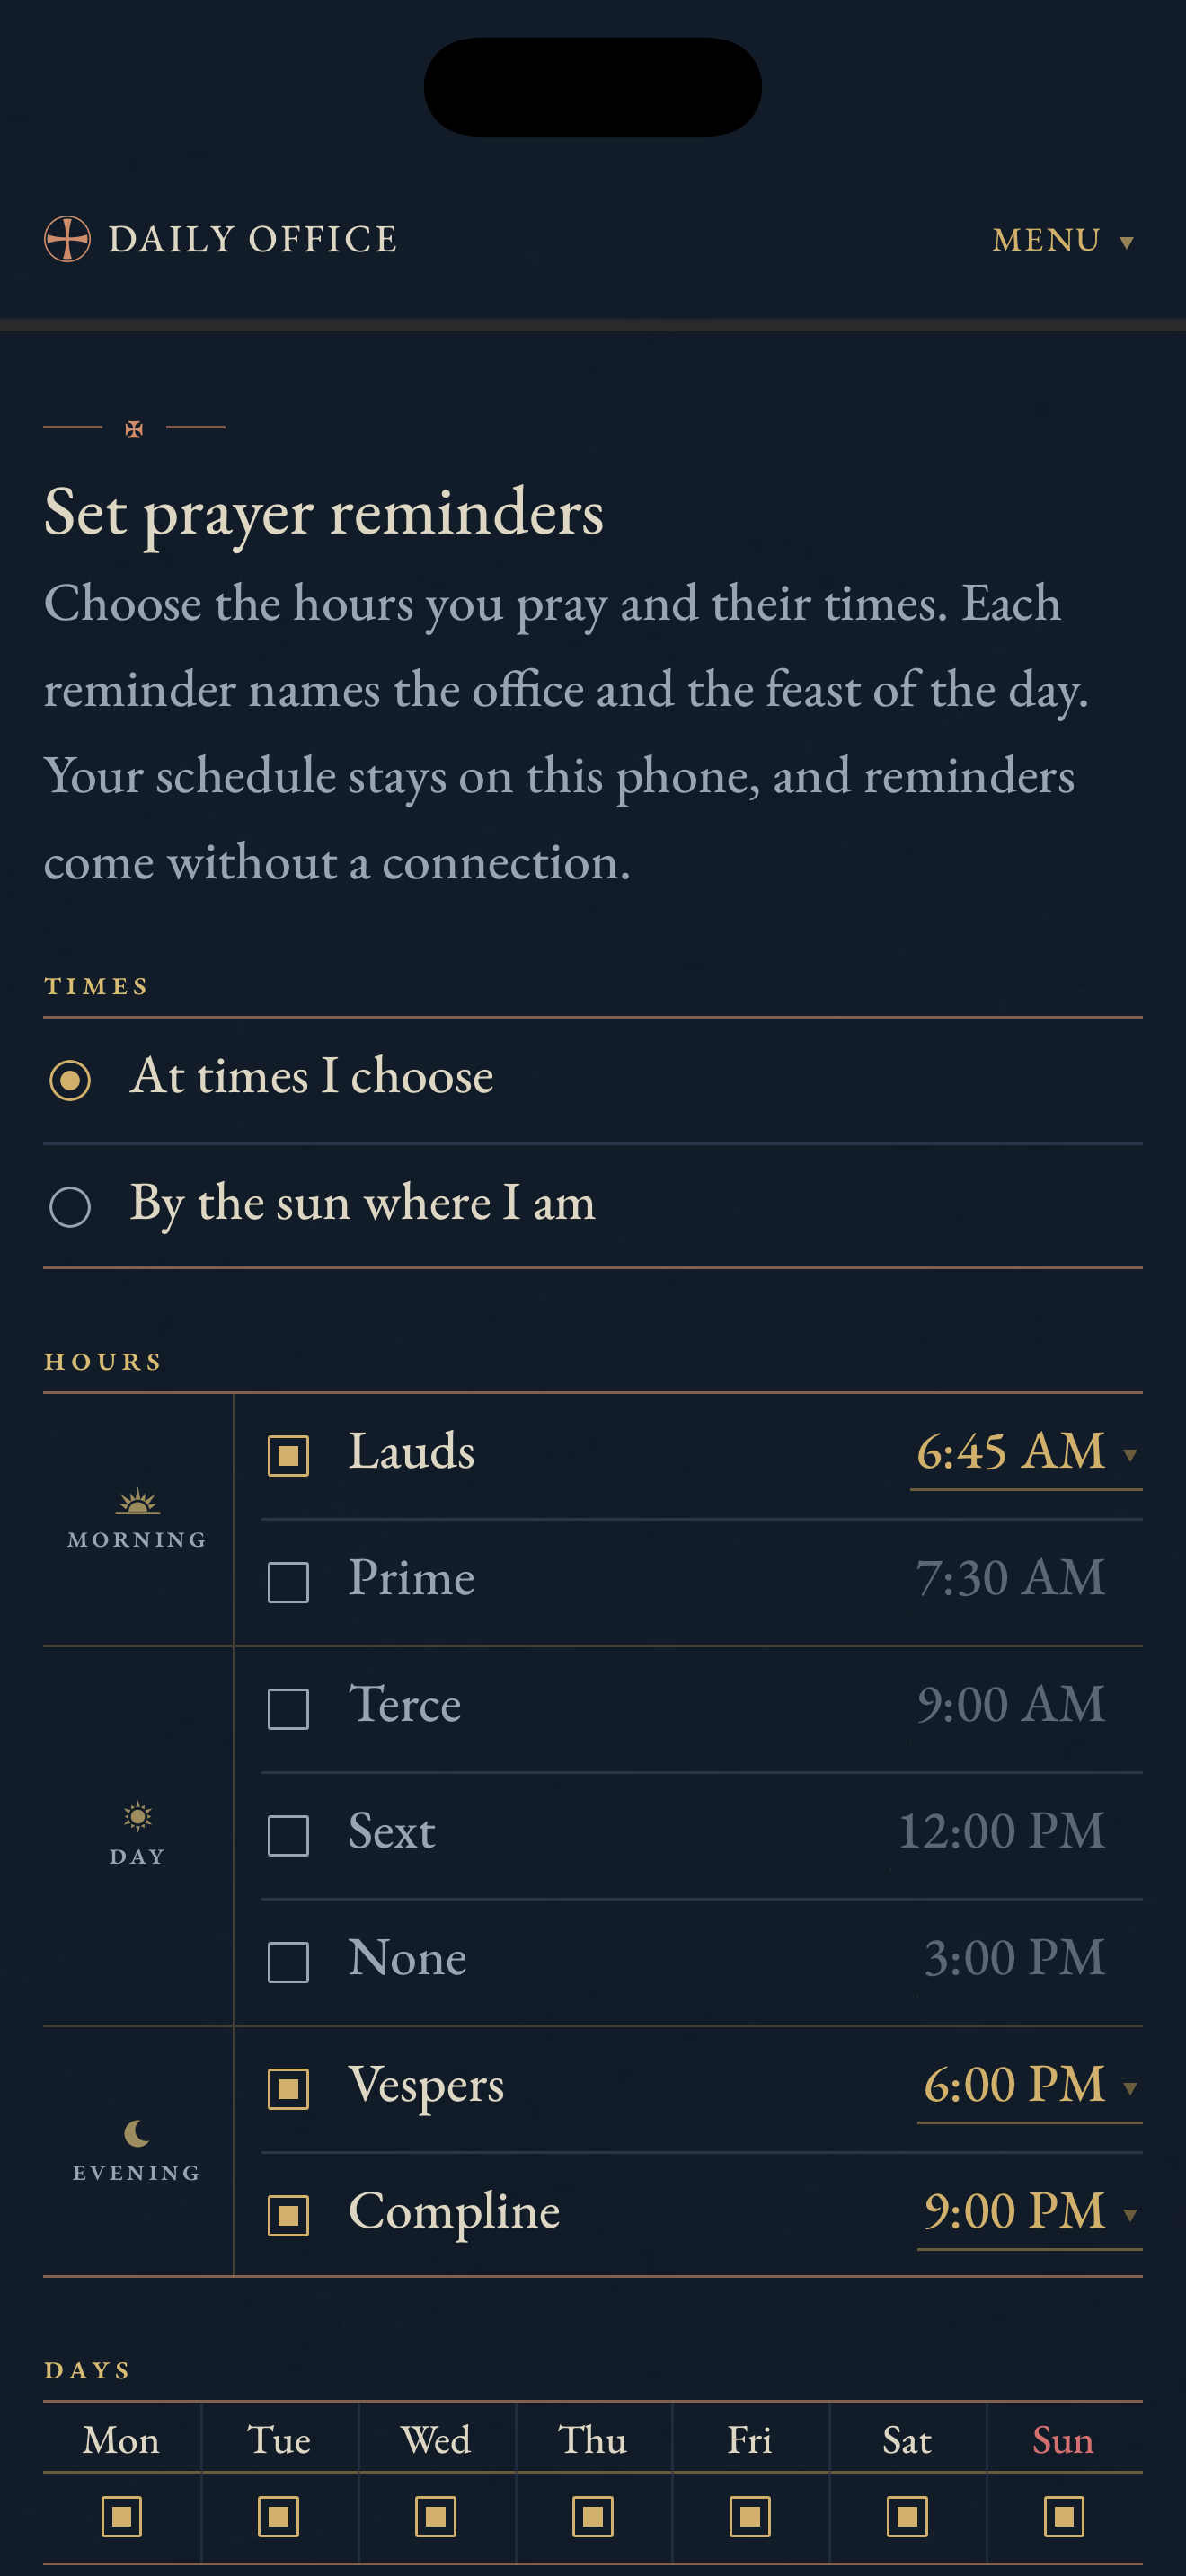 DAILY OFFICE
MENU ▼
Set prayer reminders
Choose the hours you pray and their times. Each
reminder names the office and the feast of the day.
Your schedule stays on this phone, and reminders
come without a connection.
TIMES
At times I choose
By the sun where I am
HOURS
MORNING
Lauds 6:45 AM ▼
Prime 7:30 AM
DAY
Terce 9:00 AM
Sext 12:00 PM
None 3:00 PM
EVENING
Vespers 6:00 PM ▼
Compline 9:00 PM ▼
DAYS
Mon Tue Wed Thu Fri Sat Sun